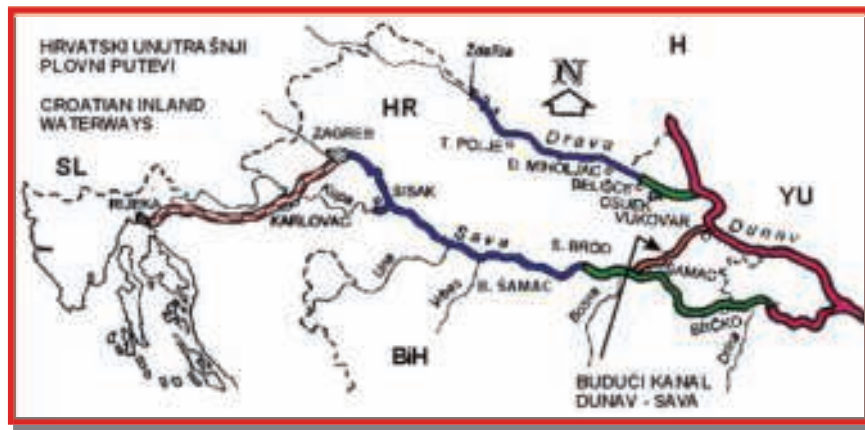 HRVATSKI UNUTRAŠNJI
PLOVNI PUTEVI
CROATIAN INLAND
WATERWAYS
H
N
HR
SL
YU
BiH
ZAGREB
RIJEKA
KARLOVAC
SISAK
Drava
T. POLJE
D. MIHOLJAC
BELIŠĆE
OSIJEK
VUKOVAR
Dunav
Sava
S. BROD
ŠAMAC
B. ŠAMAC
Una
Vrbas
Bosna
BRČKO
Drina
BUDUĆI KANAL
DUNAV - SAVA